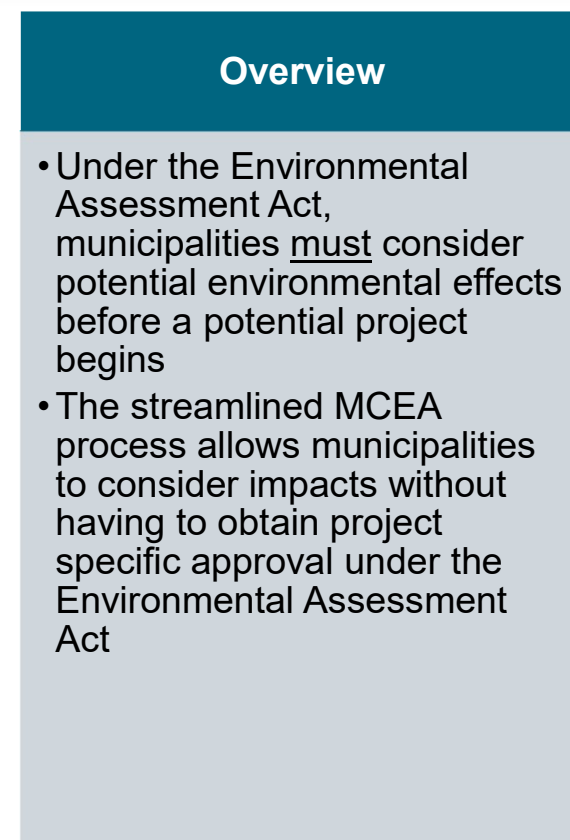 Overview
• Under the Environmental
Assessment Act,
municipalities must consider
potential environmental effects
before a potential project
begins
• The streamlined MCEA
process allows municipalities
to consider impacts without
having to obtain project
specific approval under the
Environmental Assessment
Act